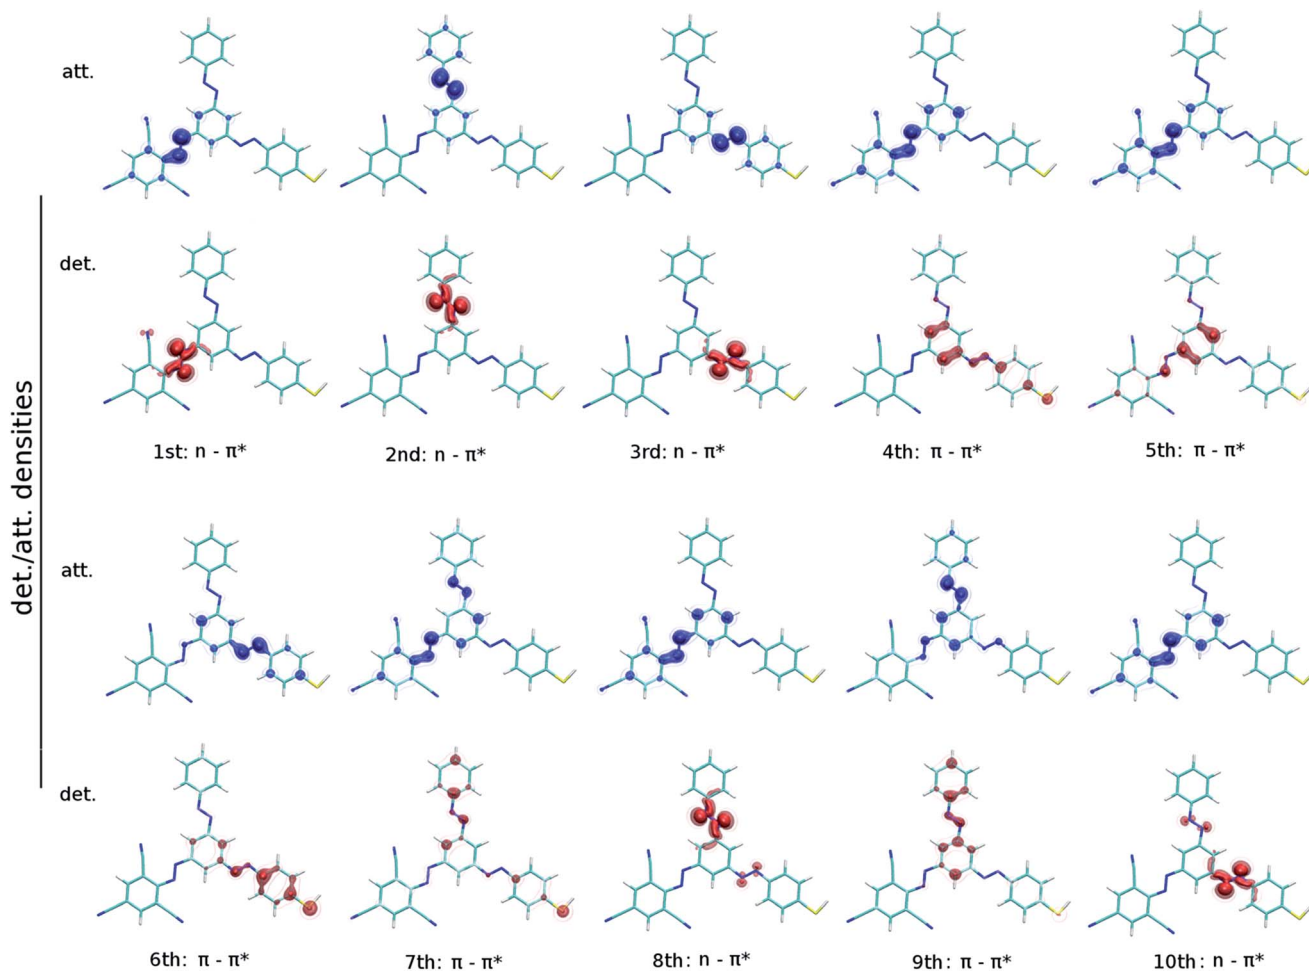 att.
det.
1st: n - π*
2nd: n - π*
3rd: n - π*
4th: π - π*
5th: π - π*
det./att. densities
att.
det.
6th: π - π*
7th: π - π*
8th: n - π*
9th: π - π*
10th: n - π*